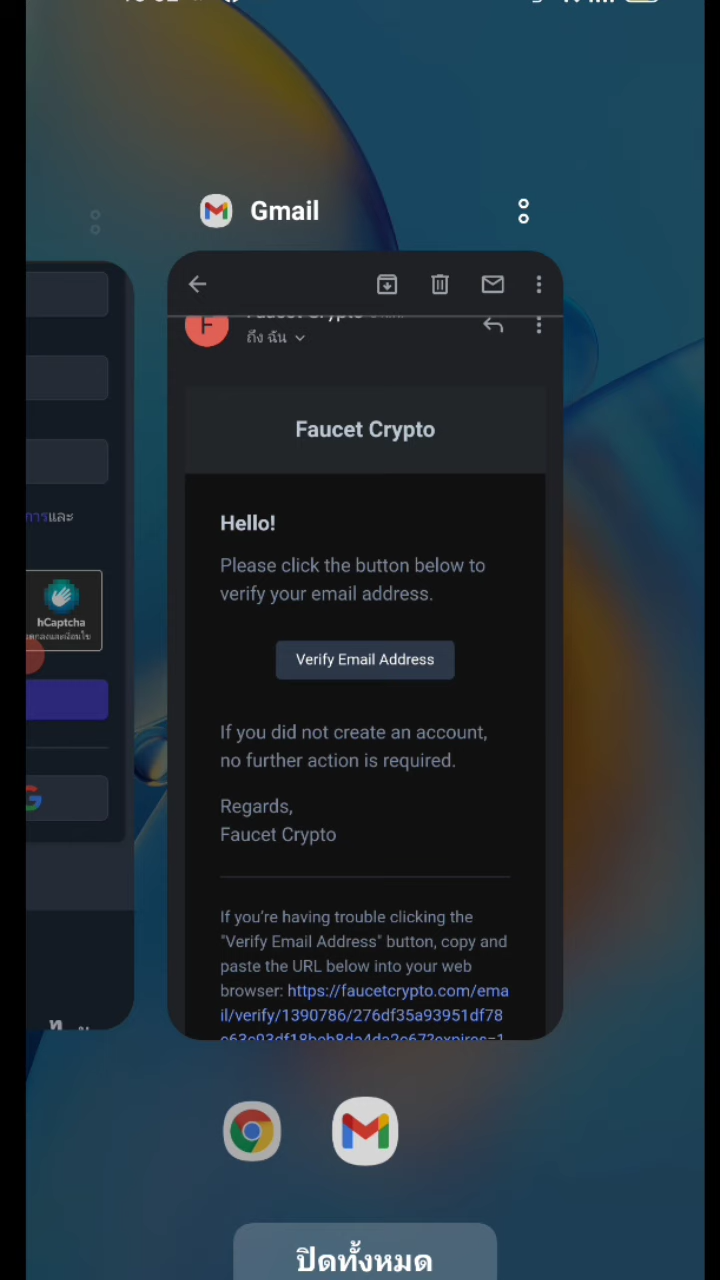 Gmail
ถึง ฉัน
Faucet Crypto
Hello!
Please click the button below to
verify your email address.
Verify Email Address
If you did not create an account,
no further action is required.
Regards,
Faucet Crypto
If you're having trouble clicking the
"Verify Email Address" button, copy and
paste the URL below into your web
browser: https://faucetcrypto.com/ema
il/verify/1390786/276df35a93951df78
และ
hCaptcha
ปิดทั้งหมด